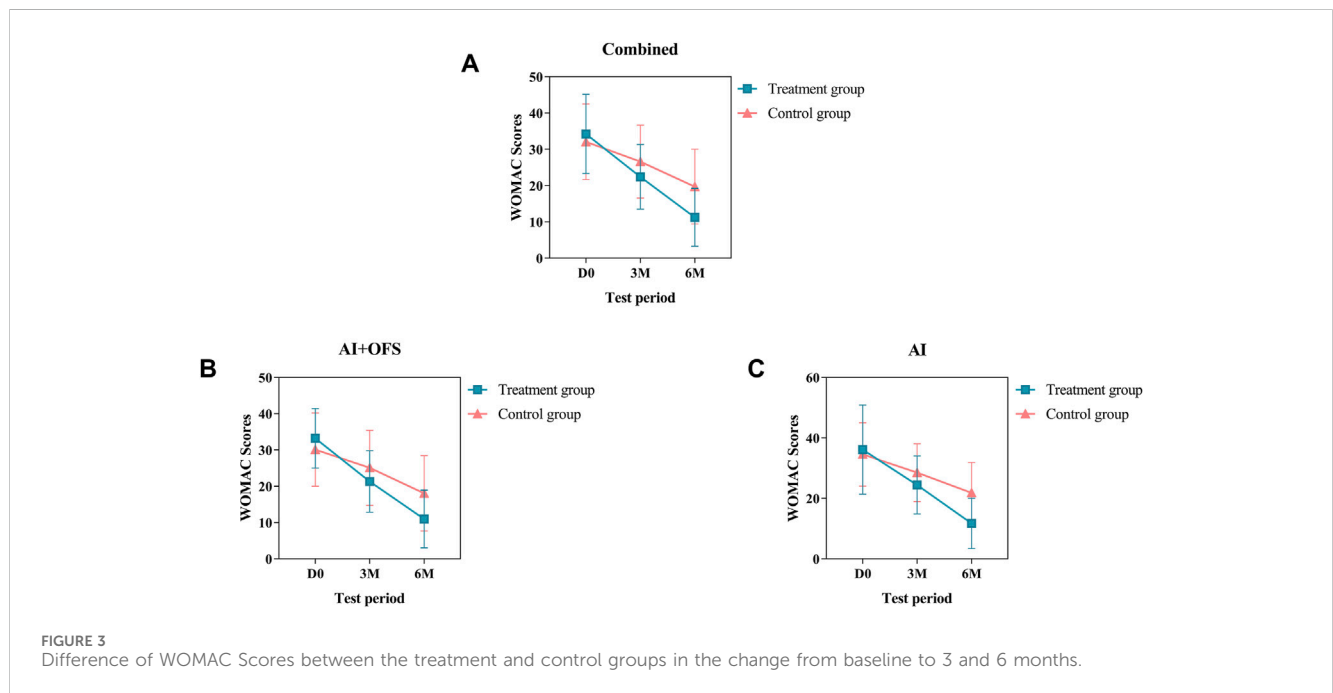 A
Combined
50
40
30
20
10
0
WOMAC Scores
D0 3M 6M
Test period
Treatment group
Control group
B
AI+OFS
50
40
30
20
10
0
WOMAC Scores
D0 3M 6M
Test period
Treatment group
Control group
C
AI
60
40
20
0
WOMAC Scores
D0 3M 6M
Test period
Treatment group
Control group
FIGURE 3
Difference of WOMAC Scores between the treatment and control groups in the change from baseline to 3 and 6 months.